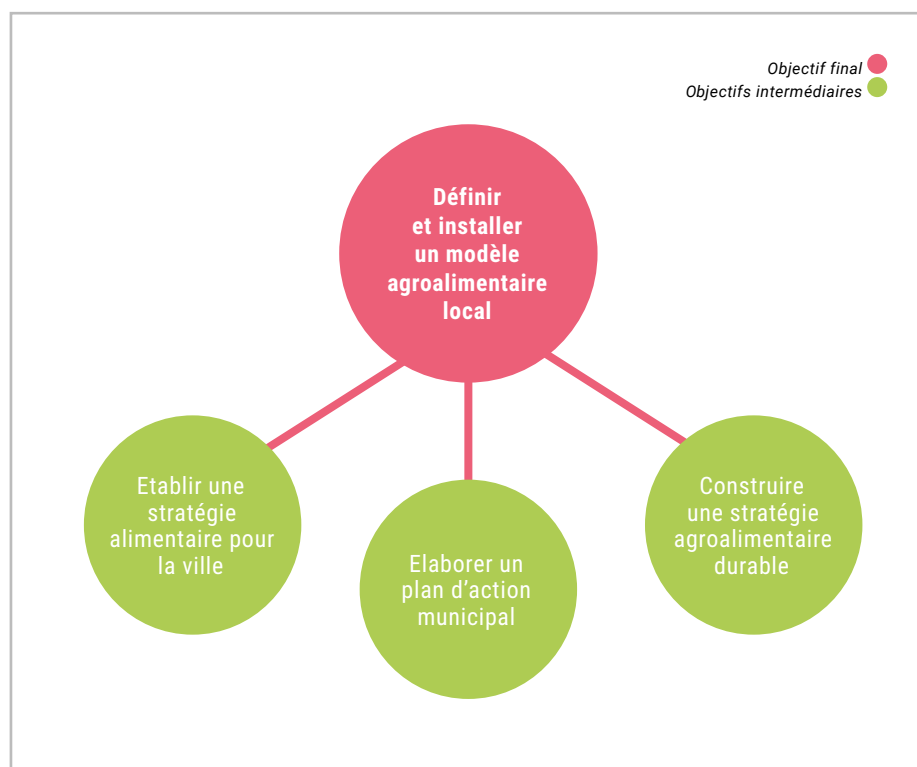 Objectif final
Objectifs intermédiaires
Définir
et installer
un modèle
agroalimentaire
local
Etablir une
stratégie
alimentaire pour
la ville
Elaborer un
plan d’action
municipal
Construire
une stratégie
agroalimentaire
durable